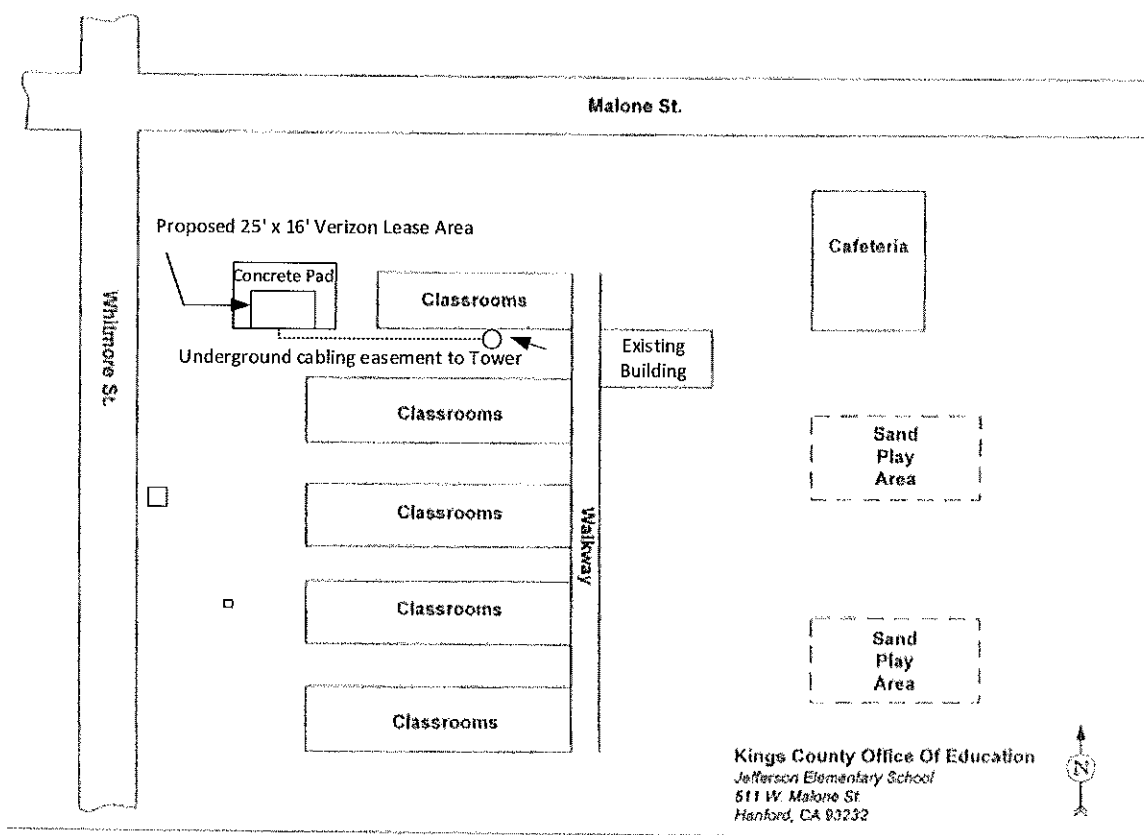 Malone St.
Proposed 25' x 16' Verizon Lease Area
Cafeteria
Concrete Pad
Classrooms
Whitmore St.
Underground cabling easement to Tower
Existing
Building
Classrooms
Sand
Play
Area
Classrooms
Walkway
Classrooms
Sand
Play
Area
Classrooms
Kings County Office Of Education
Jefferson Elementary School
511 W. Malone St.
Hanford, CA 93232
N